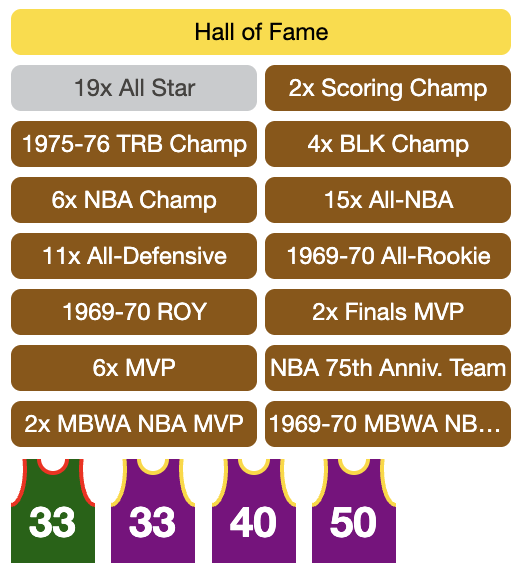 Hall of Fame
19x All Star
2x Scoring Champ
1975-76 TRB Champ
4x BLK Champ
6x NBA Champ
15x All-NBA
11x All-Defensive
1969-70 All-Rookie
1969-70 ROY
2x Finals MVP
6x MVP
NBA 75th Anniv. Team
2x MBWA NBA MVP
1969-70 MBWA NB…
33
33
40
50